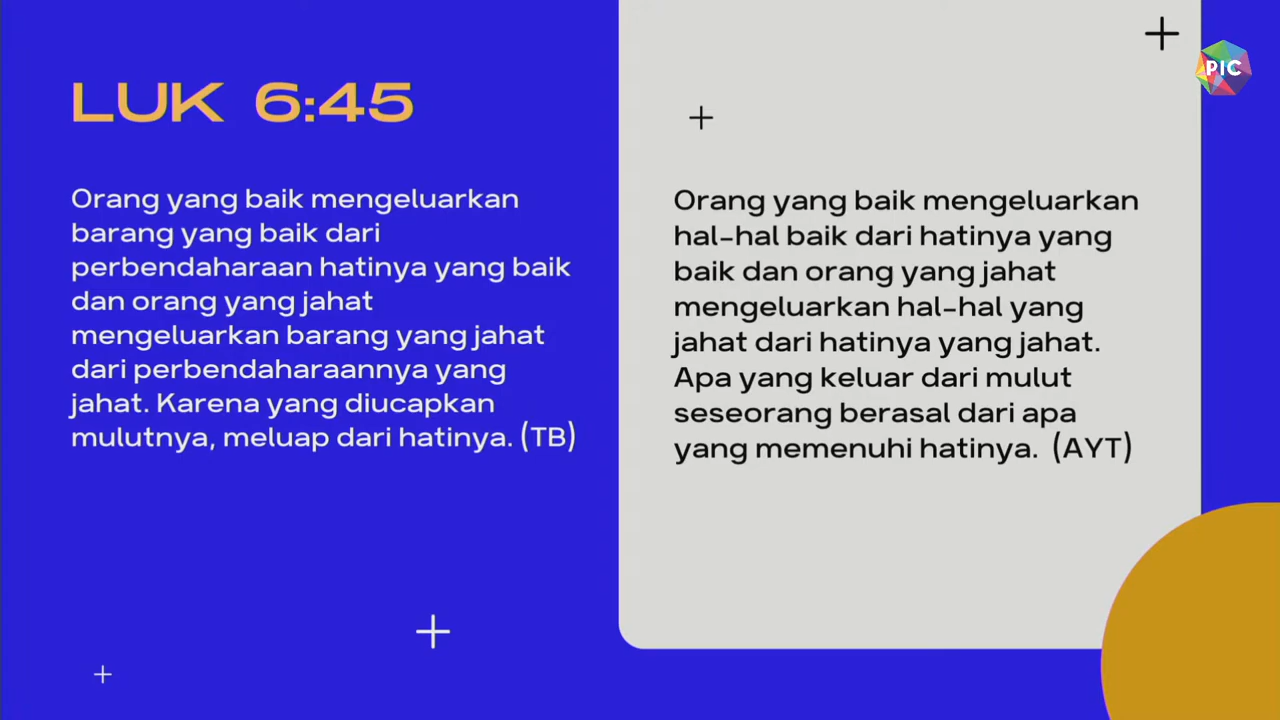 LUK 6:45
Orang yang baik mengeluarkan
barang yang baik dari
perbendaharaan hatinya yang baik
dan orang yang jahat
mengeluarkan barang yang jahat
dari perbendaharaannya yang
jahat. Karena yang diucapkan
mulutnya, meluap dari hatinya. (TB)
Orang yang baik mengeluarkan
hal-hal baik dari hatinya yang
baik dan orang yang jahat
mengeluarkan hal-hal yang
jahat dari hatinya yang jahat.
Apa yang keluar dari mulut
seseorang berasal dari apa
yang memenuhi hatinya. (AYT)
PIC